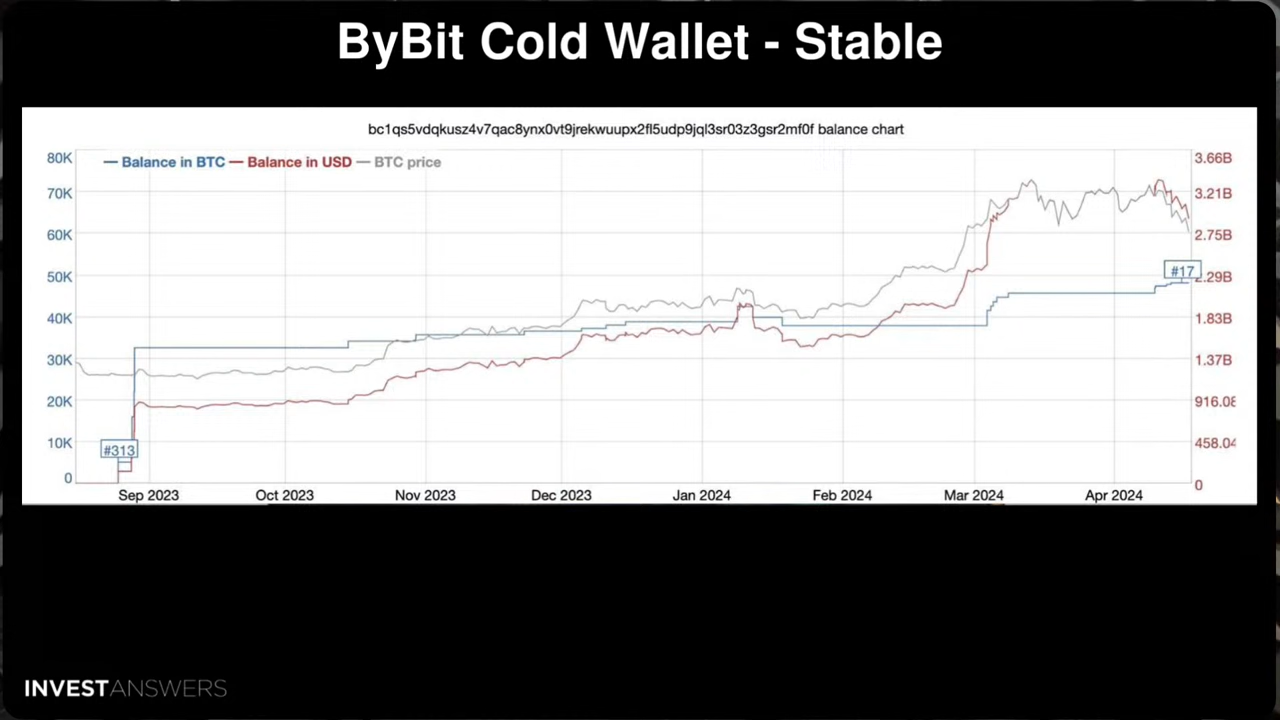 ByBit Cold Wallet - Stable
bc1qs5vdqkusz4v7qac8ynx0vt9jrekwuupx2fl5udp9jql3sr03z3gsr2mf0f balance chart
Balance in BTC Balance in USD BTC price
80K
70K
60K
50K
40K
30K
20K
10K
0
3.66B
3.21B
2.75B
2.29B
1.83B
1.37B
916.08
458.04
0
#313
#17
Sep 2023 Oct 2023 Nov 2023 Dec 2023 Jan 2024 Feb 2024 Mar 2024 Apr 2024
INVESTANSWERS